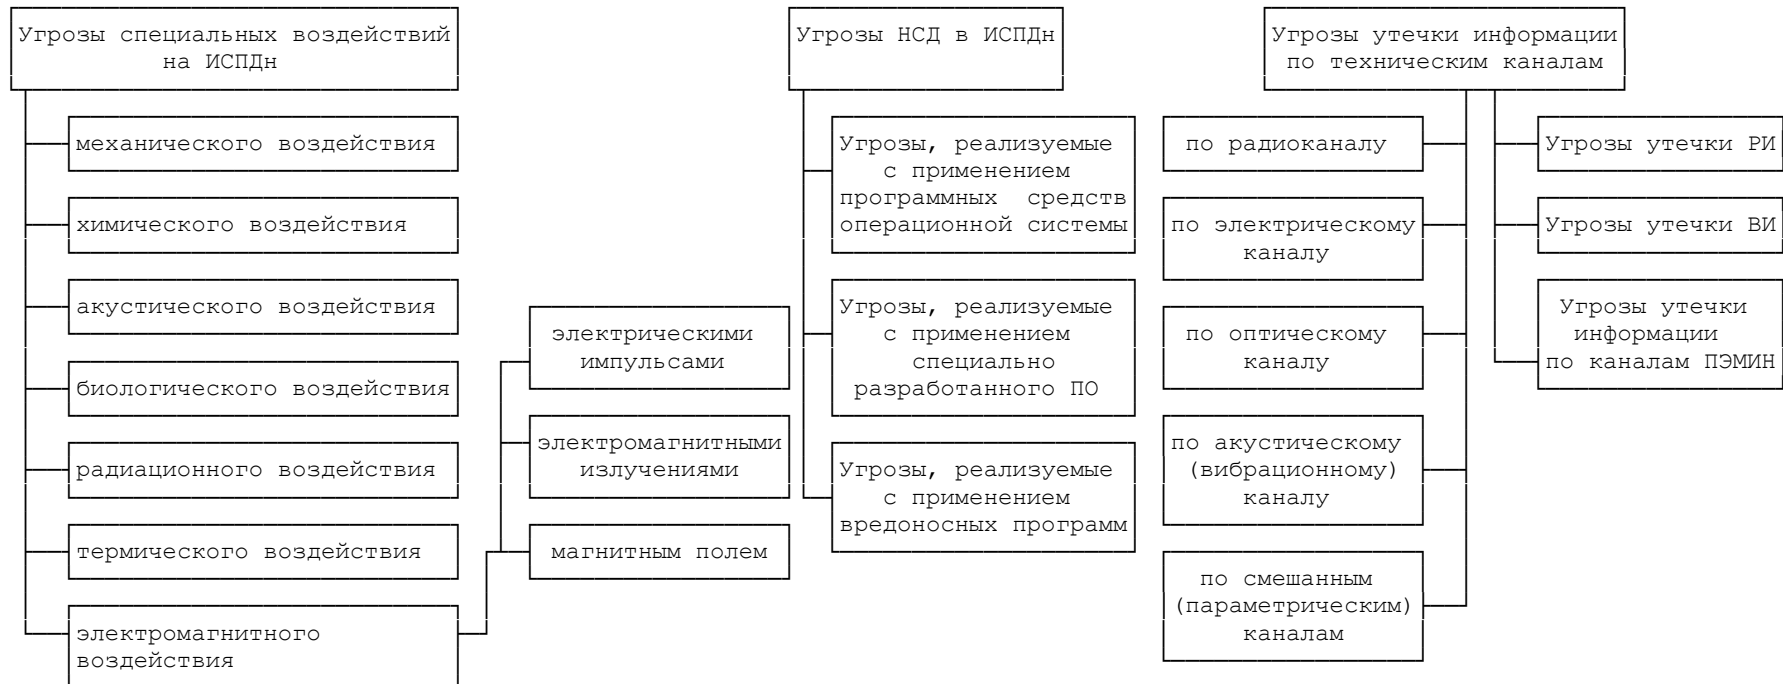 Угрозы специальных воздействий
на ИСПДн
механического воздействия
химического воздействия
акустического воздействия
биологического воздействия
радиационного воздействия
термического воздействия
электромагнитного
воздействия
электрическими
импульсами
электромагнитными
излучениями
магнитным полем
Угрозы НСД в ИСПДн
Угрозы, реализуемые
с применением
программных средств
операционной системы
Угрозы, реализуемые
с применением
специально
разработанного ПО
Угрозы, реализуемые
с применением
вредоносных программ
Угрозы утечки информации
по техническим каналам
по радиоканалу
по электрическому
каналу
по оптическому
каналу
по акустическому
(вибрационному)
каналу
по смешанным
(параметрическим)
каналам
Угрозы утечки РИ
Угрозы утечки ВИ
Угрозы утечки
информации
по каналам ПЭМИН